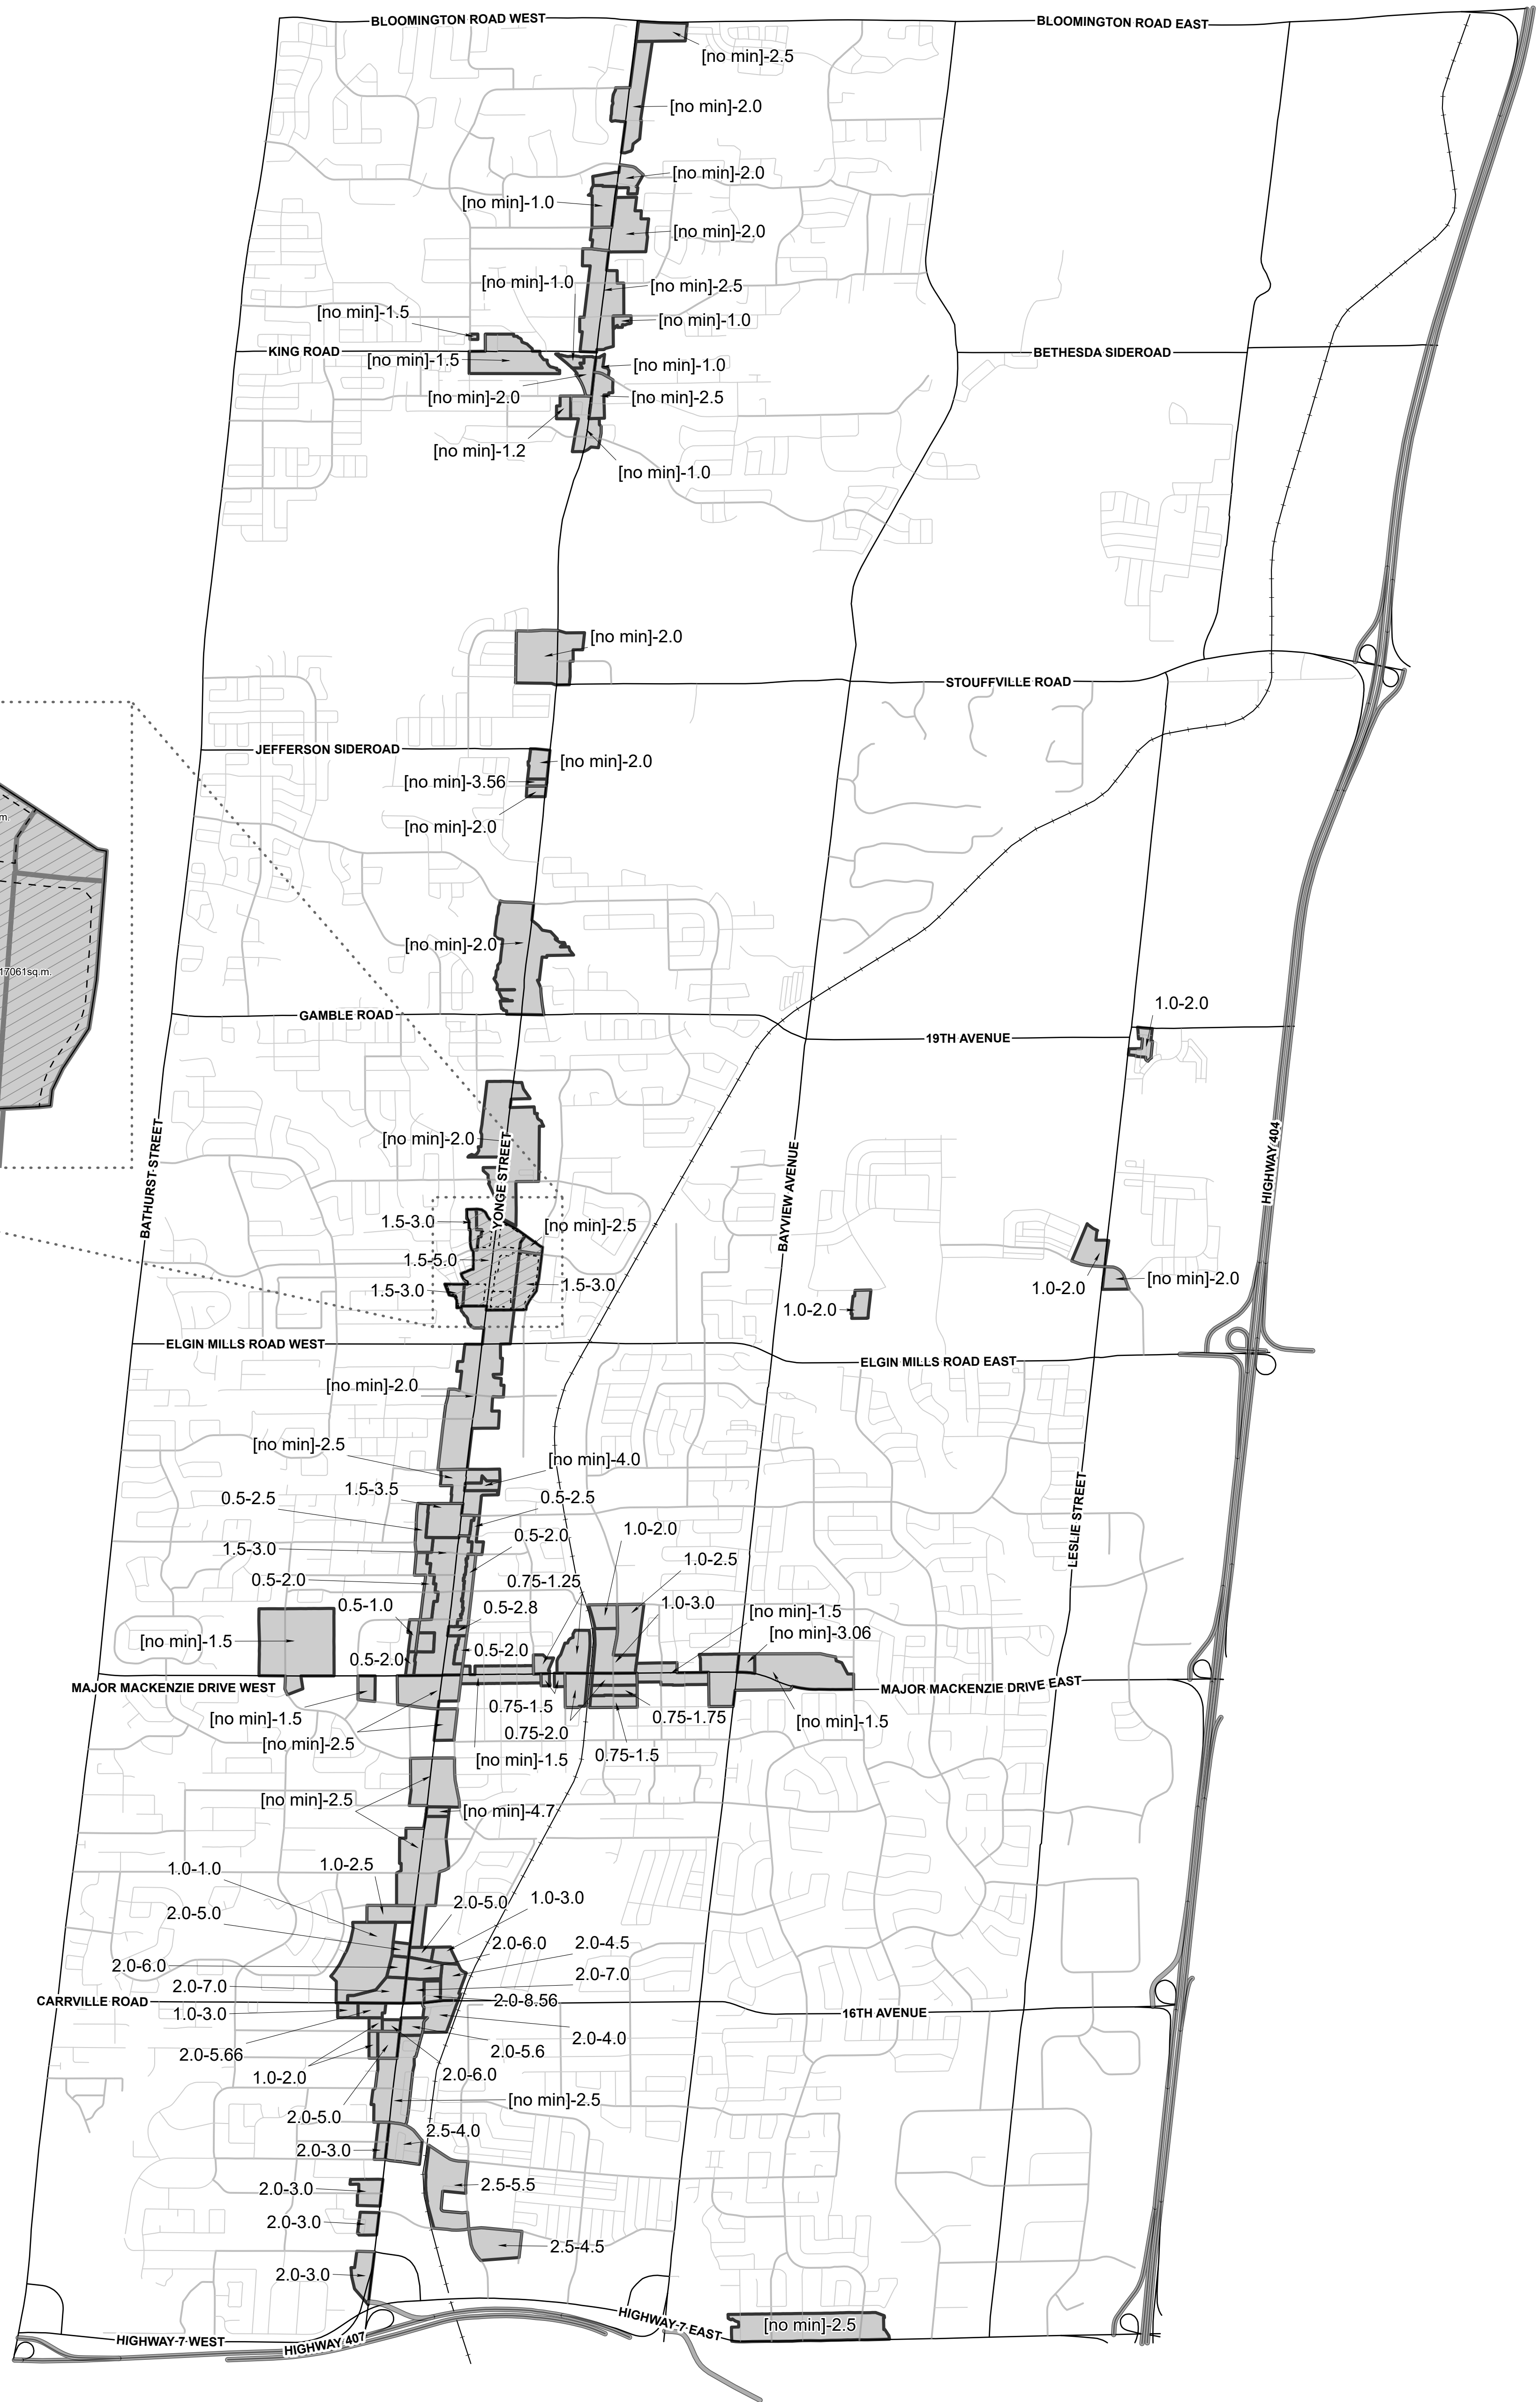 BLOOMINGTON ROAD WEST
BLOOMINGTON ROAD EAST
[no min]-2.5
[no min]-2.0
[no min]-2.0
[no min]-1.0
[no min]-2.0
[no min]-1.0
[no min]-2.5
[no min]-1.5
[no min]-1.0
KING ROAD
BETHESDA SIDEROAD
[no min]-1.5
[no min]-1.0
[no min]-2.0
[no min]-2.5
[no min]-1.2
[no min]-1.0
[no min]-2.0
STOUFFVILLE ROAD
JEFFERSON SIDEROAD
[no min]-2.0
[no min]-3.56
m.
[no min]-2.0
[no min]-2.0
17061sq.m.
1.0-2.0
GAMBLE ROAD
19TH AVENUE
[no min]-2.0
BATHURST STREET
YONGE STREET
BAYVIEW AVENUE
HIGHWAY 404
1.5-3.0
[no min]-2.5
1.5-5.0
1.5-3.0
1.5-3.0
1.0-2.0
[no min]-2.0
1.0-2.0
ELGIN MILLS ROAD WEST
ELGIN MILLS ROAD EAST
[no min]-2.0
[no min]-2.5
[no min]-4.0
1.5-3.5
0.5-2.5
0.5-2.5
LESLIE STREET
0.5-2.0
1.0-2.0
1.5-3.0
1.0-2.5
0.5-2.0
0.75-1.25
0.5-1.0
0.5-2.8
1.0-3.0
[no min]-1.5
[no min]-3.06
[no min]-1.5
0.5-2.0
0.5-2.0
MAJOR MACKENZIE DRIVE WEST
MAJOR MACKENZIE DRIVE EAST
0.75-1.5
[no min]-1.5
0.75-1.75
[no min]-1.5
0.75-2.0
[no min]-2.5
0.75-1.5
[no min]-1.5
[no min]-2.5
[no min]-4.7
1.0-1.0
1.0-2.5
2.0-5.0
1.0-3.0
2.0-5.0
2.0-6.0
2.0-4.5
2.0-6.0
2.0-7.0
2.0-7.0
2.0-8.56
CARRVILLE ROAD
16TH AVENUE
1.0-3.0
2.0-4.0
2.0-5.66
2.0-5.6
1.0-2.0
2.0-6.0
[no min]-2.5
2.0-5.0
2.5-4.0
2.0-3.0
2.5-5.5
2.0-3.0
2.0-3.0
2.5-4.5
2.0-3.0
HIGHWAY 7 EAST
[no min]-2.5
HIGHWAY 7 WEST
HIGHWAY 407